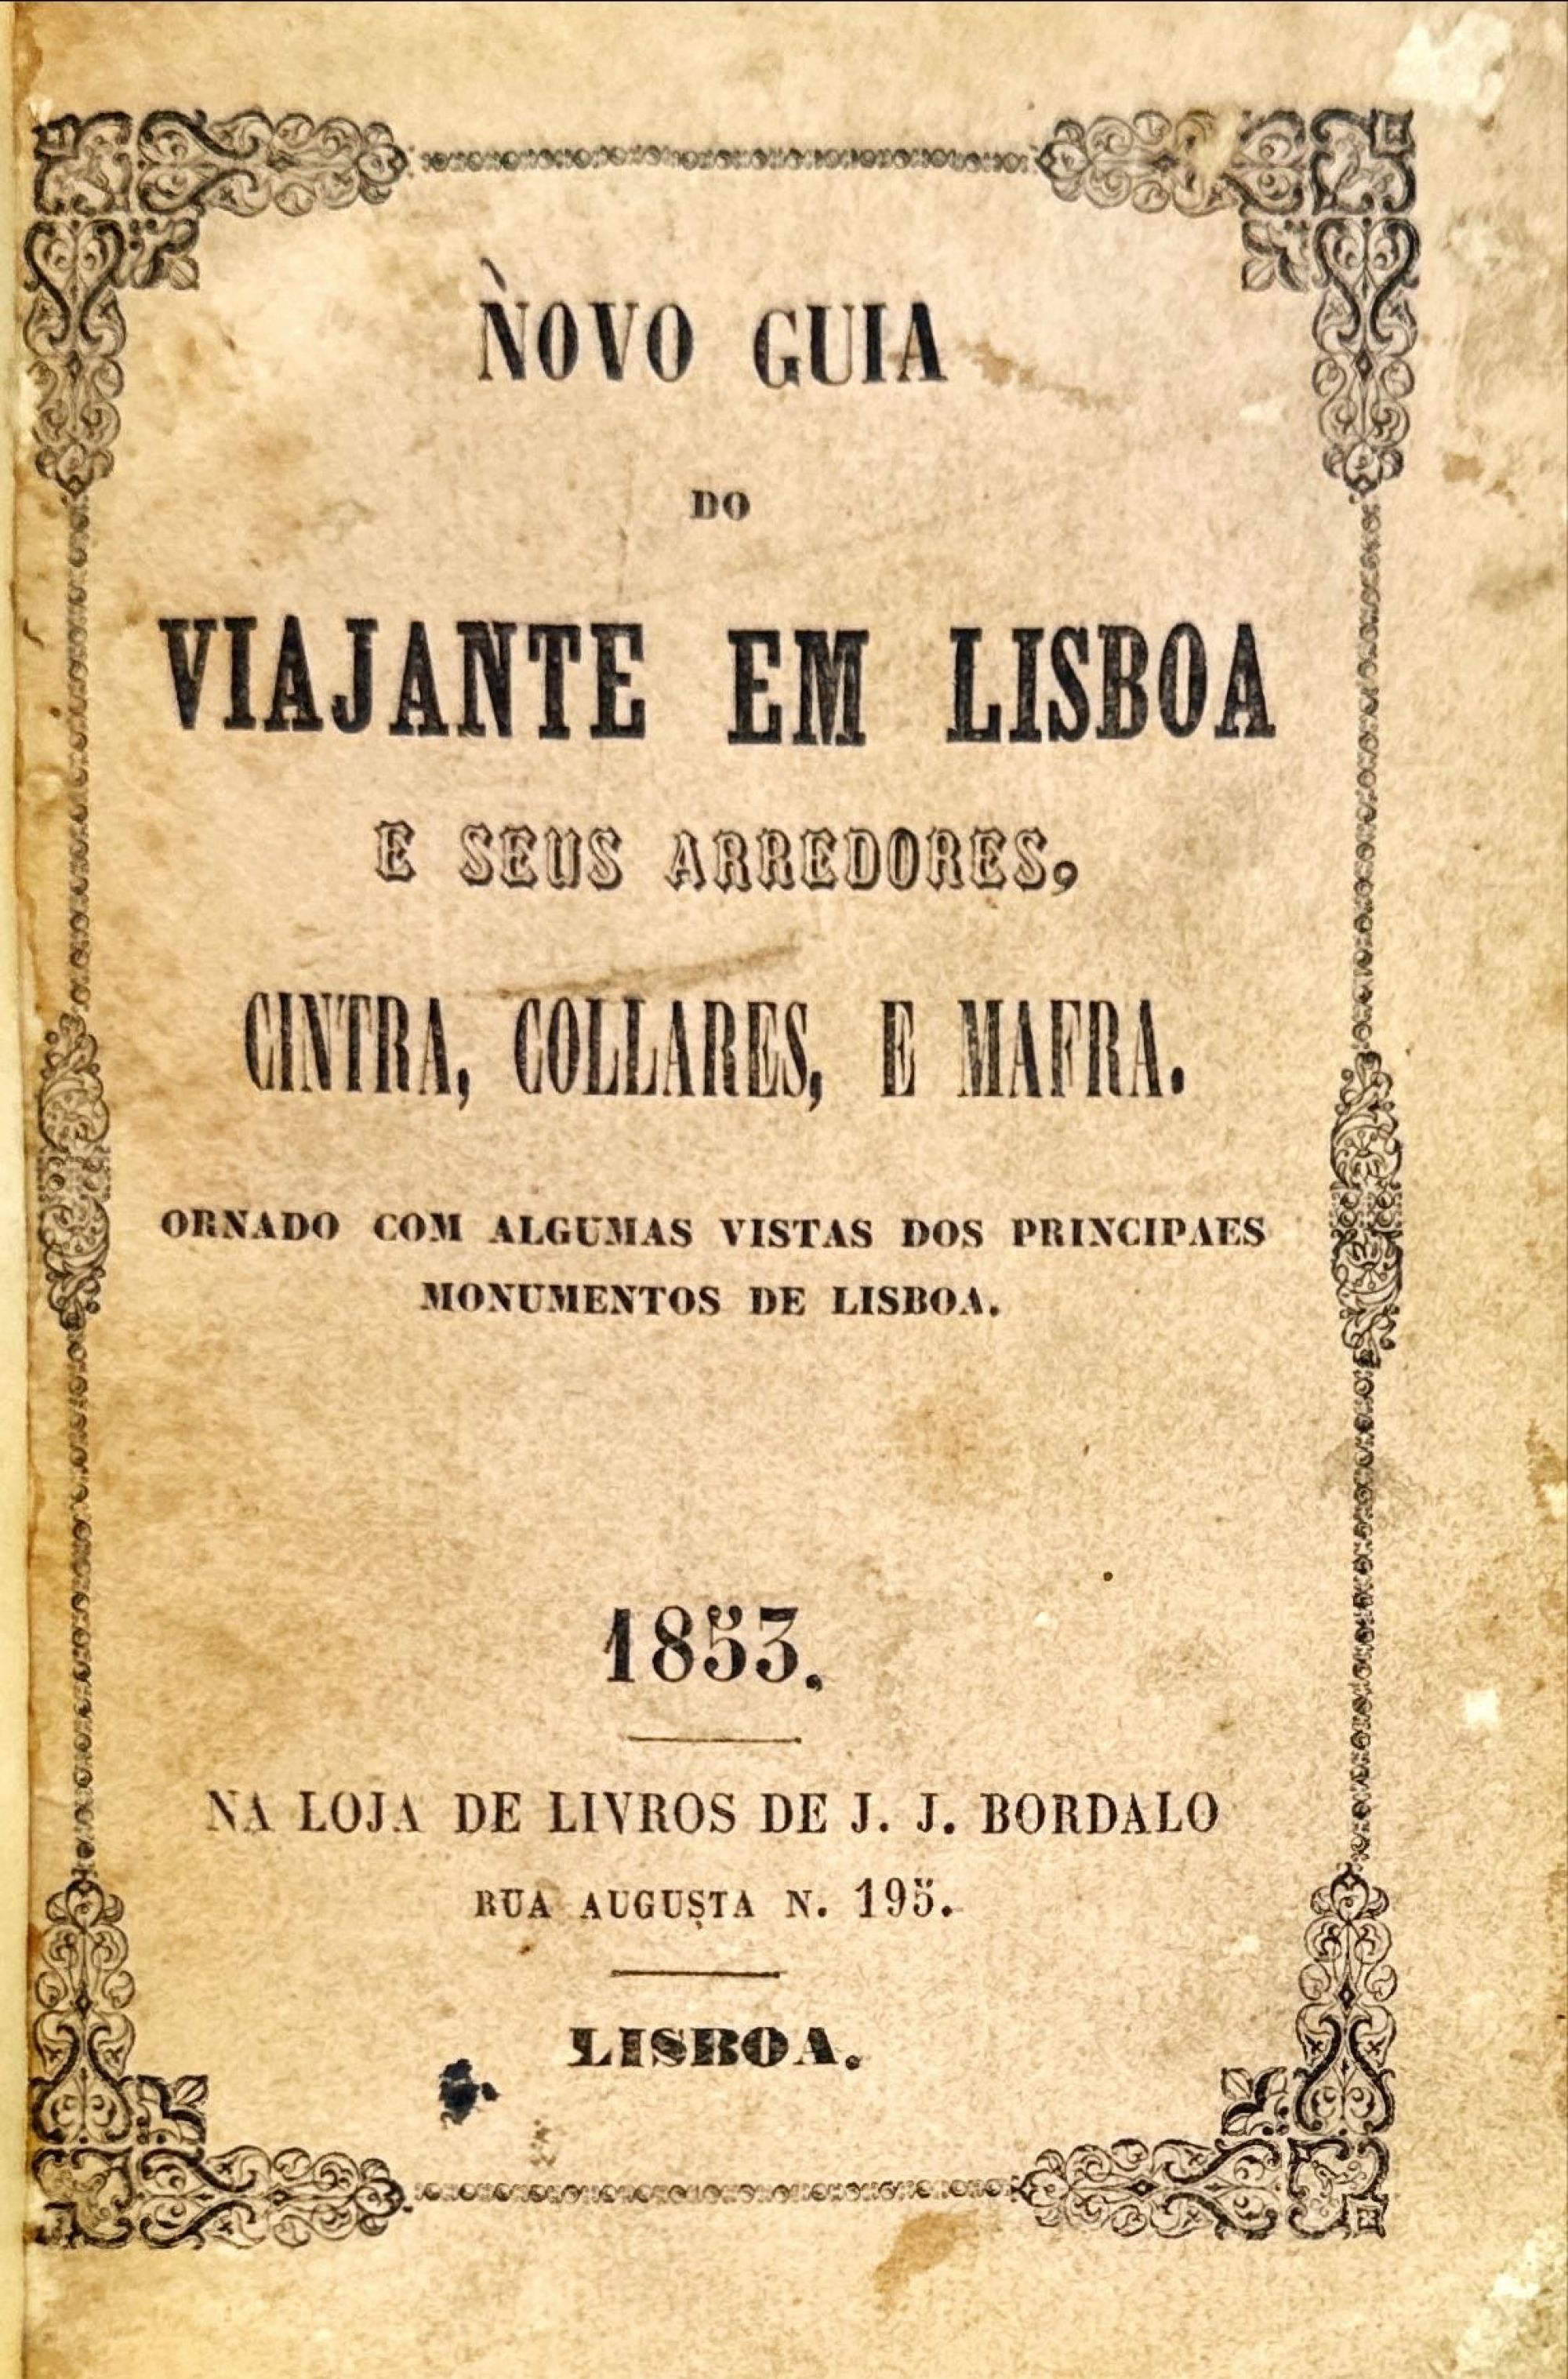 NOVO GUIA
DO
VIAJANTE EM LISBOA
E SEUS ARREDORES,
CINTRA, COLLARES, E MAFRA.
ORNADO COM ALGUMAS VISTAS DOS PRINCIPAES
MONUMENTOS DE LISBOA.
1853.
NA LOJA DE LIVROS DE J. J. BORDALO
RUA AUGUSTA N. 195.
LISBOA.